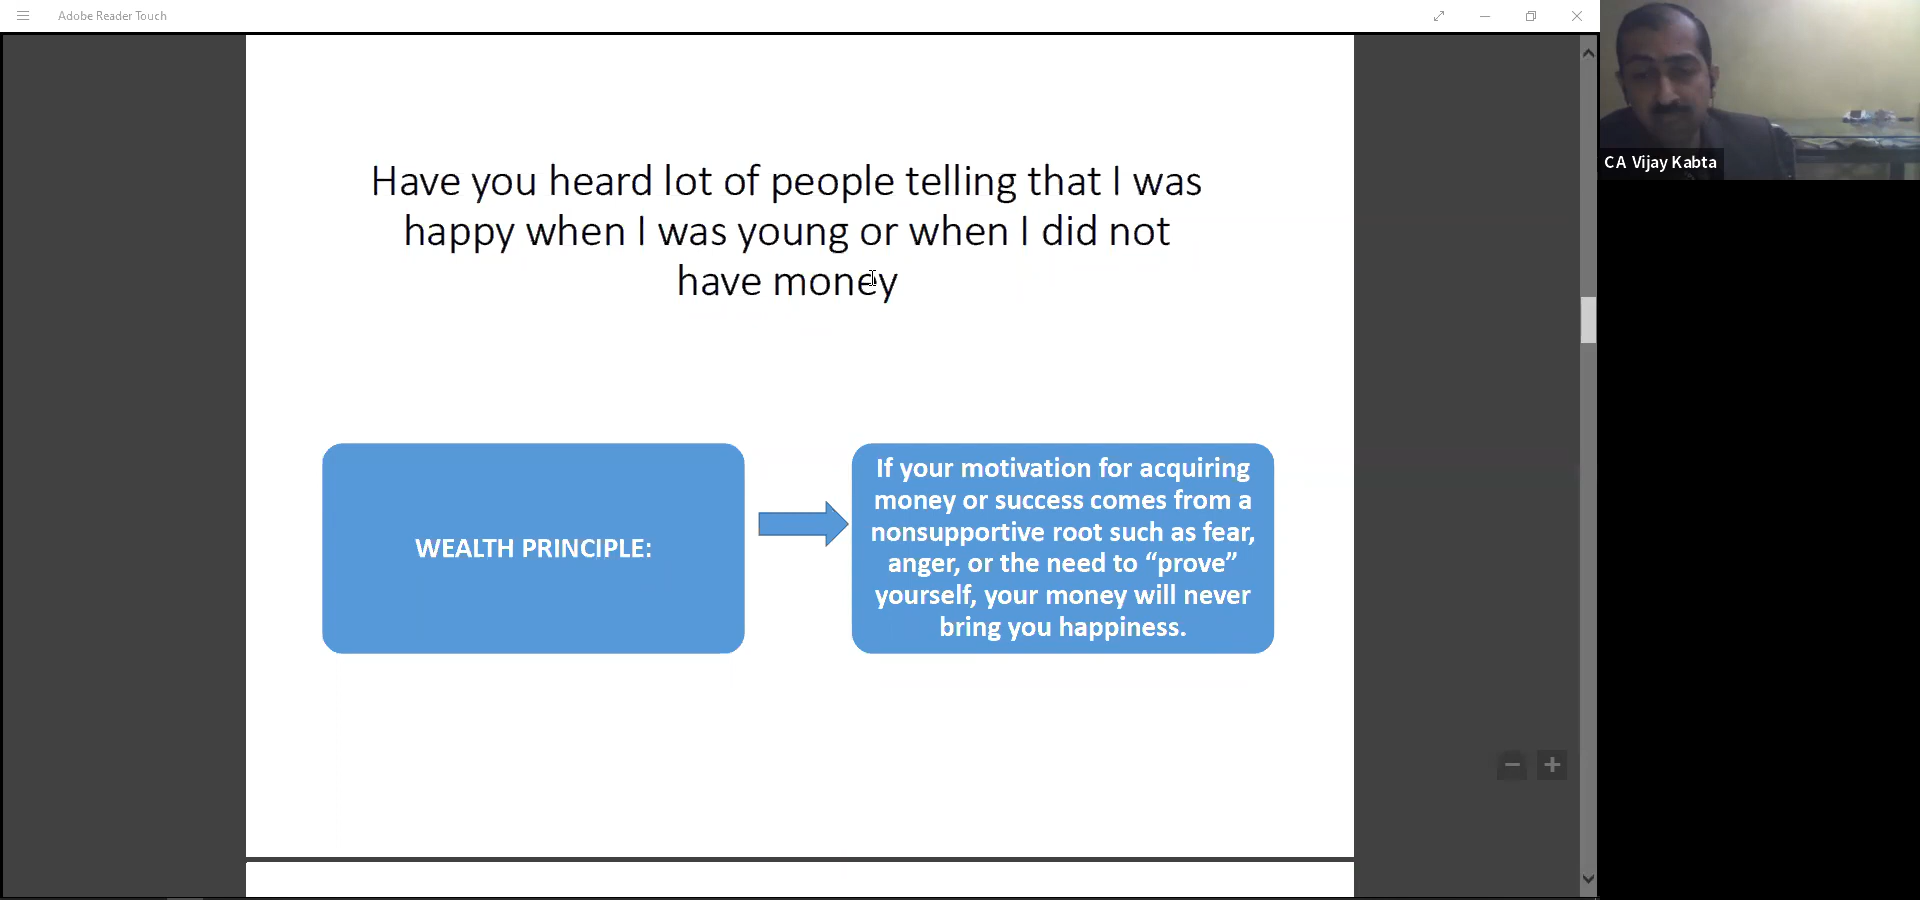 Adobe Reader Touch
Have you heard lot of people telling that I was
happy when I was young or when I did not
have money
WEALTH PRINCIPLE:
If your motivation for acquiring
money or success comes from a
nonsupportive root such as fear,
anger, or the need to “prove”
yourself, your money will never
bring you happiness.
CA Vijay Kabta